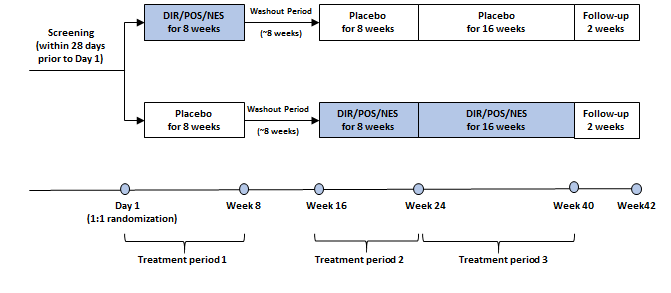 Screening
(within 28 days
prior to Day 1)
DIR/POS/NES
for 8 weeks
Washout Period
(~8 weeks)
Placebo
for 8 weeks
Placebo
for 16 weeks
Follow-up
2 weeks
Placebo
for 8 weeks
Washout Period
(~8 weeks)
DIR/POS/NES
for 8 weeks
DIR/POS/NES
for 16 weeks
Follow-up
2 weeks
Day 1
(1:1 randomization)
Week 8
Week 16
Week 24
Week 40
Week42
Treatment period 1
Treatment period 2
Treatment period 3